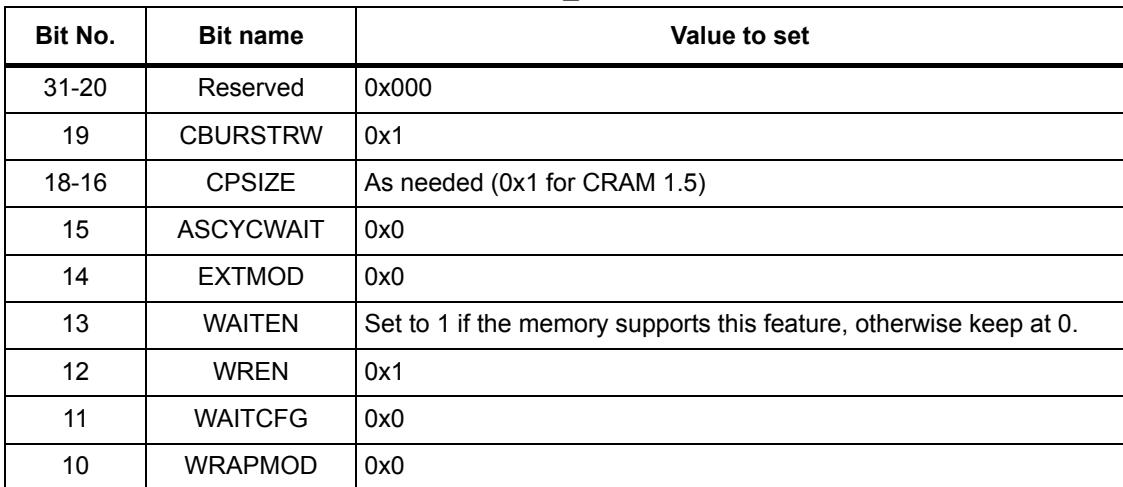 Bit No. Bit name Value to set
31-20 Reserved 0x000
19 CBURSTRW 0x1
18-16 CPSIZE As needed (0x1 for CRAM 1.5)
15 ASCYCWAIT 0x0
14 EXTMOD 0x0
13 WAITEN Set to 1 if the memory supports this feature, otherwise keep at 0.
12 WREN 0x1
11 WAITCFG 0x0
10 WRAPMOD 0x0